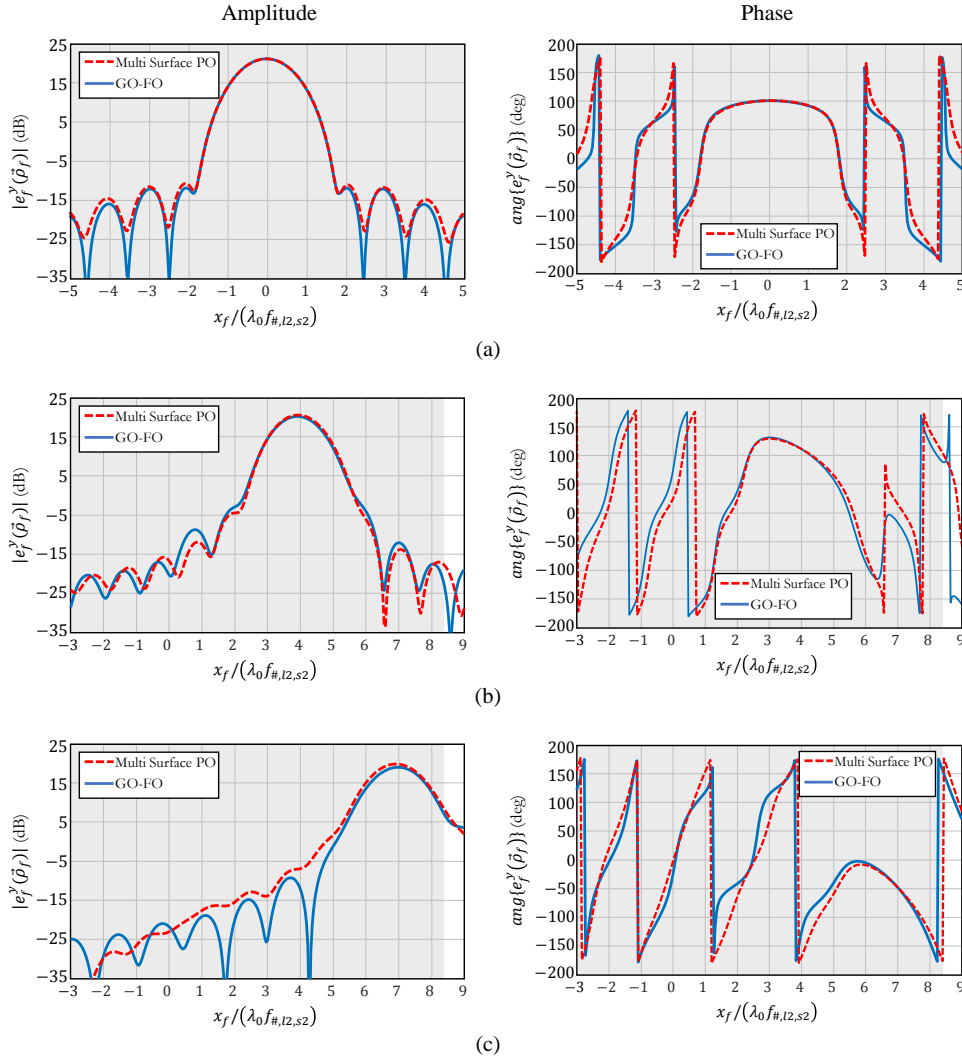 Amplitude
Phase
25
15
5
−5
−15
−25
−35
|e_f^y(ρ⃗_f)| (dB)
Multi Surface PO
GO-FO
−5 −4 −3 −2 −1 0 1 2 3 4 5
x_f/(λ_0 f_{#,l2,s2})
200
150
100
50
0
−50
−100
−150
−200
ang{e_f^y(ρ⃗_f)} (deg)
Multi Surface PO
GO-FO
−5 −4 −3 −2 −1 0 1 2 3 4 5
x_f/(λ_0 f_{#,l2,s2})
(a)
25
15
5
−5
−15
−25
−35
|e_f^y(ρ⃗_f)| (dB)
Multi Surface PO
GO-FO
−3 −2 −1 0 1 2 3 4 5 6 7 8 9
x_f/(λ_0 f_{#,l2,s2})
200
150
100
50
0
−50
−100
−150
−200
ang{e_f^y(ρ⃗_f)} (deg)
Multi Surface PO
GO-FO
−3 −2 −1 0 1 2 3 4 5 6 7 8 9
x_f/(λ_0 f_{#,l2,s2})
(b)
25
15
5
−5
−15
−25
−35
|e_f^y(ρ⃗_f)| (dB)
Multi Surface PO
GO-FO
−3 −2 −1 0 1 2 3 4 5 6 7 8 9
x_f/(λ_0 f_{#,l2,s2})
200
150
100
50
0
−50
−100
−150
−200
ang{e_f^y(ρ⃗_f)} (deg)
Multi Surface PO
GO-FO
−3 −2 −1 0 1 2 3 4 5 6 7 8 9
x_f/(λ_0 f_{#,l2,s2})
(c)